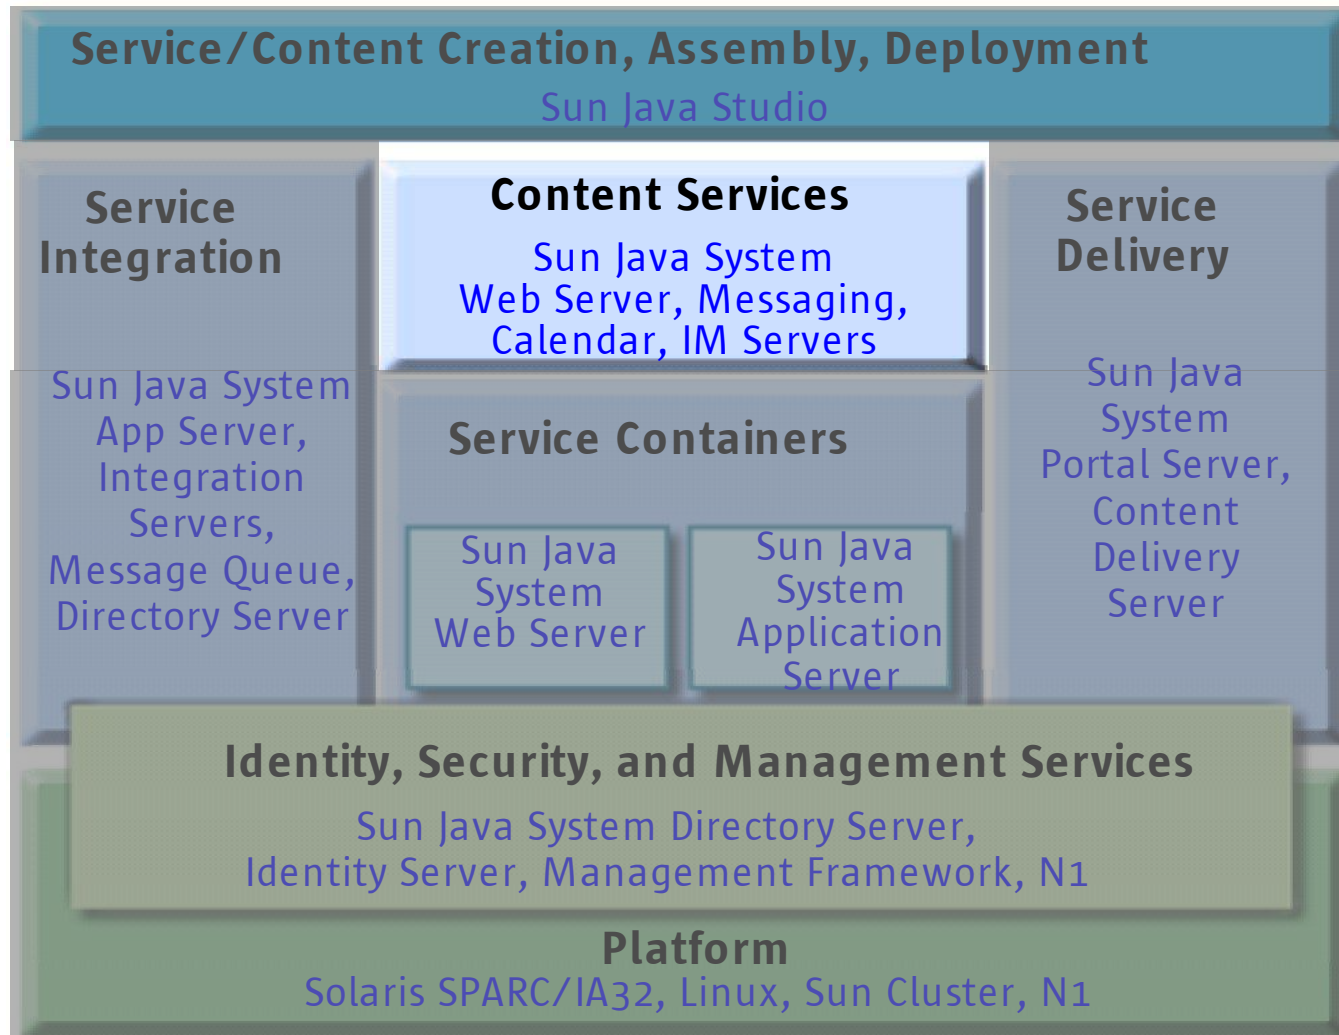 Service/Content Creation, Assembly, Deployment
Sun Java Studio
Service
Integration
Sun Java System
App Server,
Integration
Servers,
Message Queue,
Directory Server
Content Services
Sun Java System
Web Server, Messaging,
Calendar, IM Servers
Service Containers
Sun Java
System
Web Server
Sun Java
System
Application
Server
Service
Delivery
Sun Java
System
Portal Server,
Content
Delivery
Server
Identity, Security, and Management Services
Sun Java System Directory Server,
Identity Server, Management Framework, N1
Platform
Solaris SPARC/IA32, Linux, Sun Cluster, N1